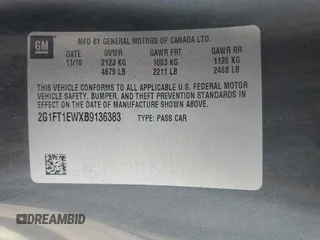 GM
MFD BY GENERAL MOTORS OF CANADA LTD.
11/10 GVWR GAWR FRT GAWR RR
2123 KG 1003 KG 1120 KG
4679 LB 2211 LB 2468 LB
THIS VEHICLE CONFORMS TO ALL APPLICABLE U.S. FEDERAL MOTOR
VEHICLE SAFETY, BUMPER, AND THEFT PREVENTION STANDARDS
IN EFFECT ON THE DATE OF MANUFACTURE SHOWN ABOVE.
2G1FT1EWXB9136383 TYPE: PASS CAR
DREAMBID